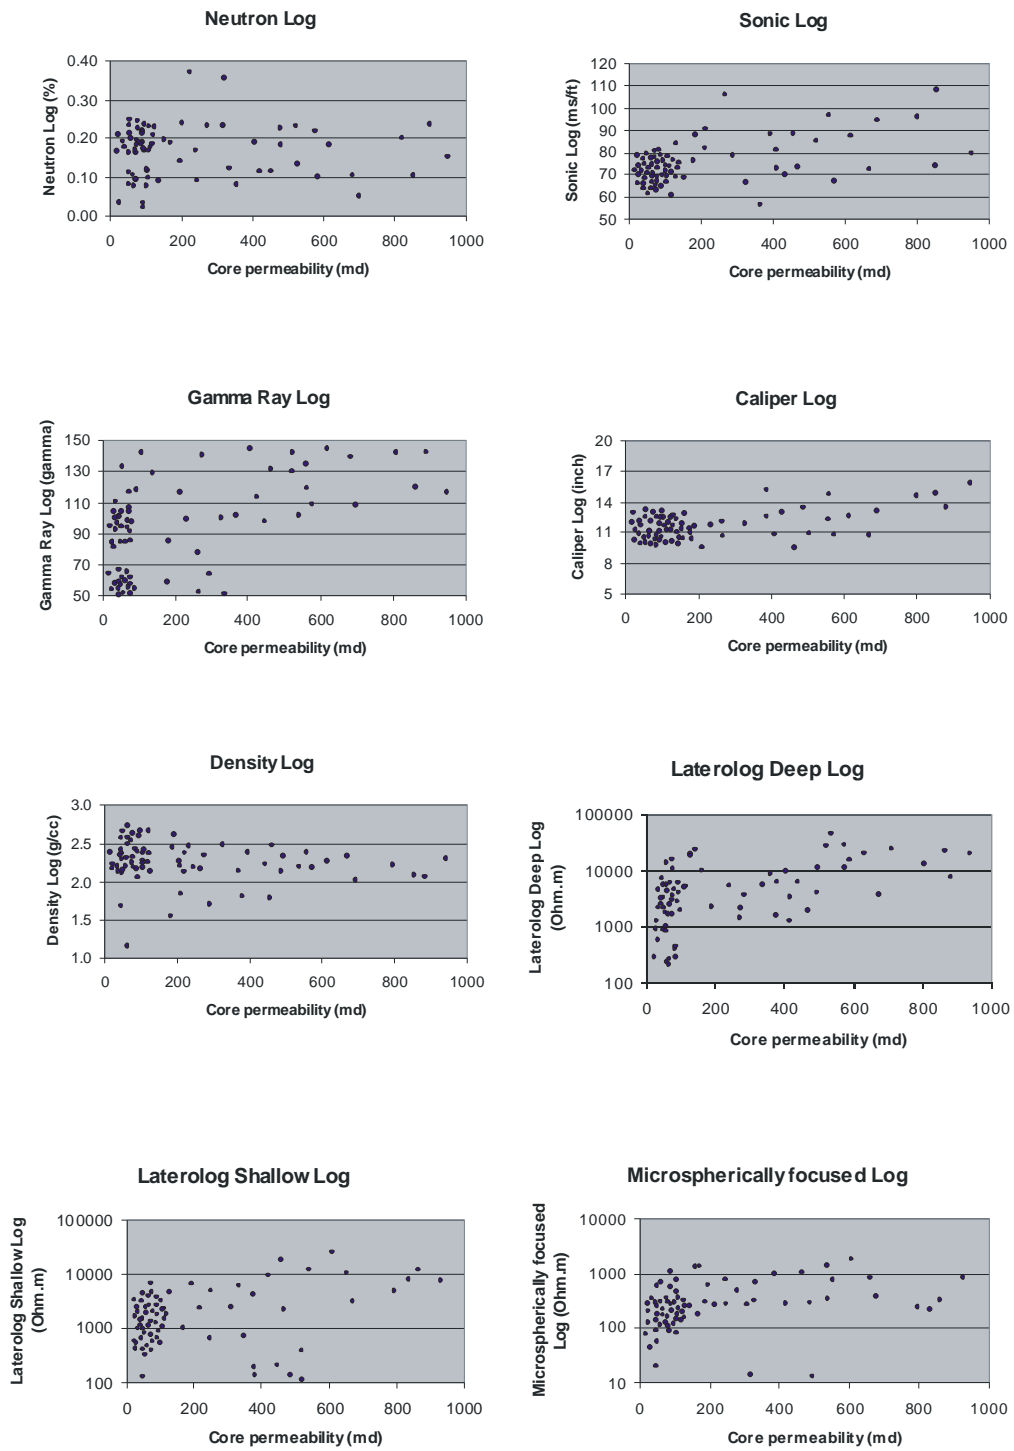 Neutron Log
Neutron Log (%)
0.40
0.30
0.20
0.10
0.00
0 200 400 600 800 1000
Core permeability (md)
Sonic Log
Sonic Log (ms/ft)
120
110
100
90
80
70
60
50
0 200 400 600 800 1000
Core permeability (md)
Gamma Ray Log
Gamma Ray Log (gamma)
150
130
110
90
70
50
0 200 400 600 800 1000
Core permeability (md)
Caliper Log
Caliper Log (inch)
20
17
14
11
8
5
0 200 400 600 800 1000
Core permeability (md)
Density Log
Density Log (g/cc)
3.0
2.5
2.0
1.5
1.0
0 200 400 600 800 1000
Core permeability (md)
Laterolog Deep Log
Laterolog Deep Log
(Ohm.m)
100000
10000
1000
100
0 200 400 600 800 1000
Core permeability (md)
Laterolog Shallow Log
Laterolog Shallow Log
(Ohm.m)
100000
10000
1000
100
0 200 400 600 800 1000
Core permeability (md)
Microspherically focused Log
Microspherically focused
Log (Ohm.m)
10000
1000
100
10
0 200 400 600 800 1000
Core permeability (md)